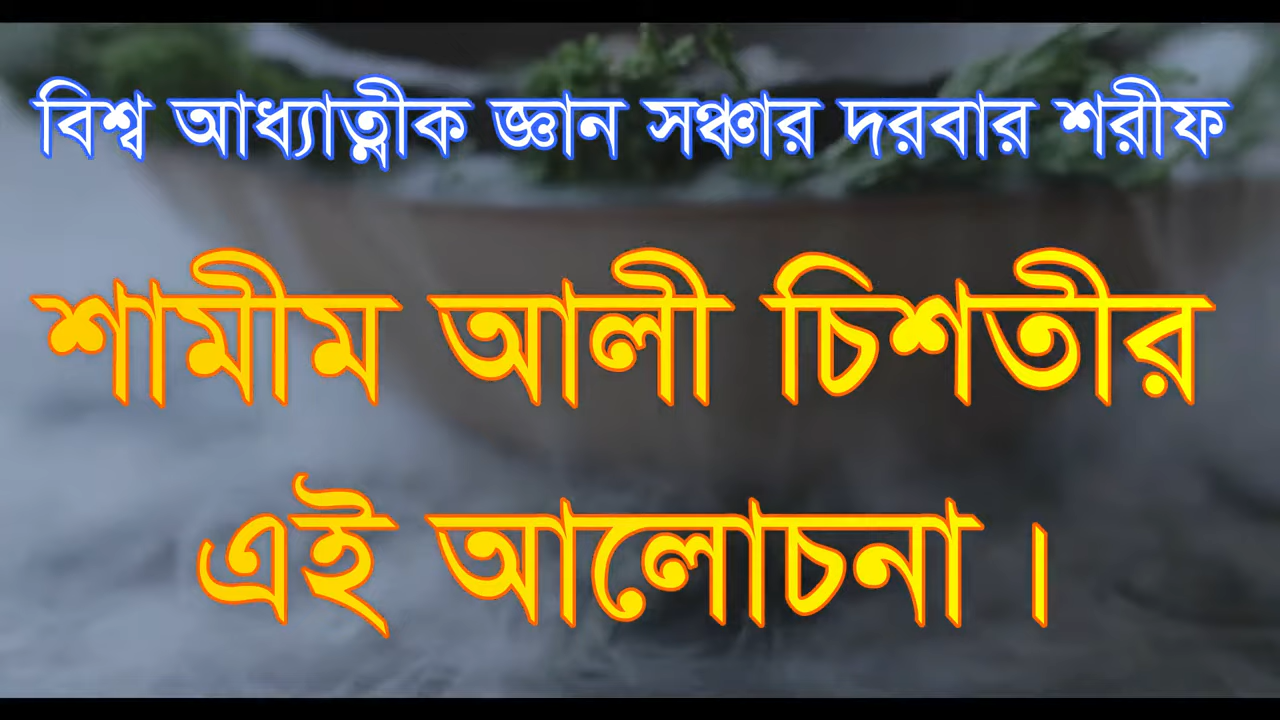 বিশ্ব আধ্যাত্নীক জ্ঞান সঞ্চার দরবার শরীফ
শামীম আলী চিশতীর
এই আলোচনা।